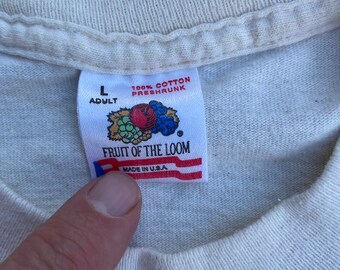 L
ADULT
100% COTTON
PRESHRUNK
®
FRUIT OF THE LOOM
MADE IN U.S.A.